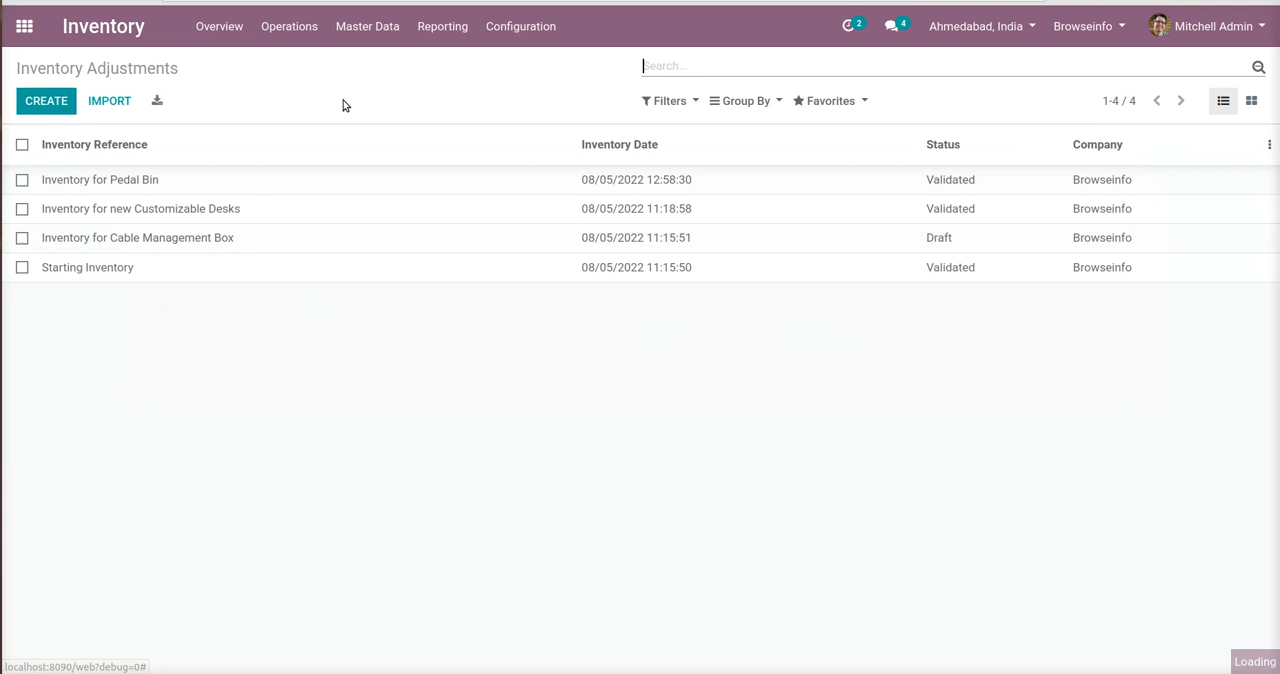 Inventory Overview Operations Master Data Reporting Configuration 2 4 Ahmedabad, India Browseinfo Mitchell Admin
Inventory Adjustments Search...
CREATE IMPORT Filters Group By Favorites 1-4 / 4
Inventory Reference Inventory Date Status Company
Inventory for Pedal Bin 08/05/2022 12:58:30 Validated Browseinfo
Inventory for new Customizable Desks 08/05/2022 11:18:58 Validated Browseinfo
Inventory for Cable Management Box 08/05/2022 11:15:51 Draft Browseinfo
Starting Inventory 08/05/2022 11:15:50 Validated Browseinfo
localhost:8090/web?debug=0# Loading